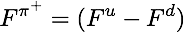 $F^{\pi^+} = (F^u - F^d)$